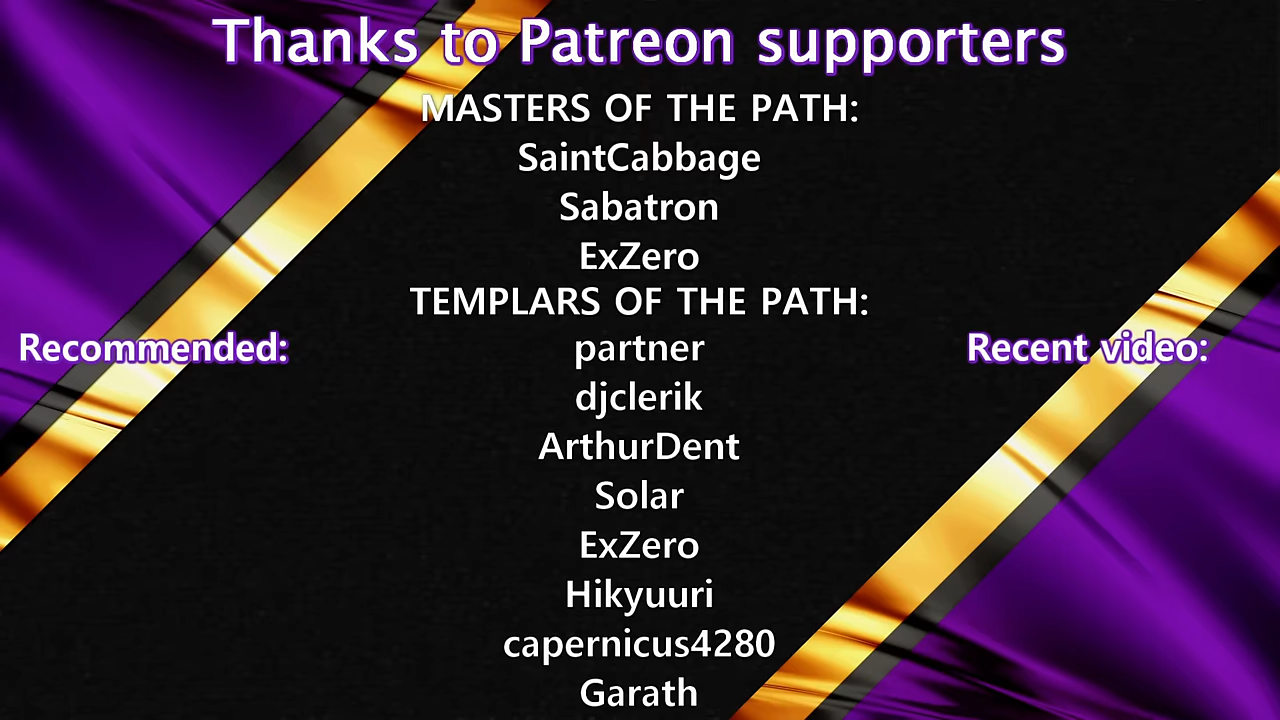 Thanks to Patreon supporters
MASTERS OF THE PATH:
SaintCabbage
Sabatron
ExZero
TEMPLARS OF THE PATH:
Recommended:
partner
Recent video:
djclerik
ArthurDent
Solar
ExZero
Hikyuuri
capernicus4280
Garath